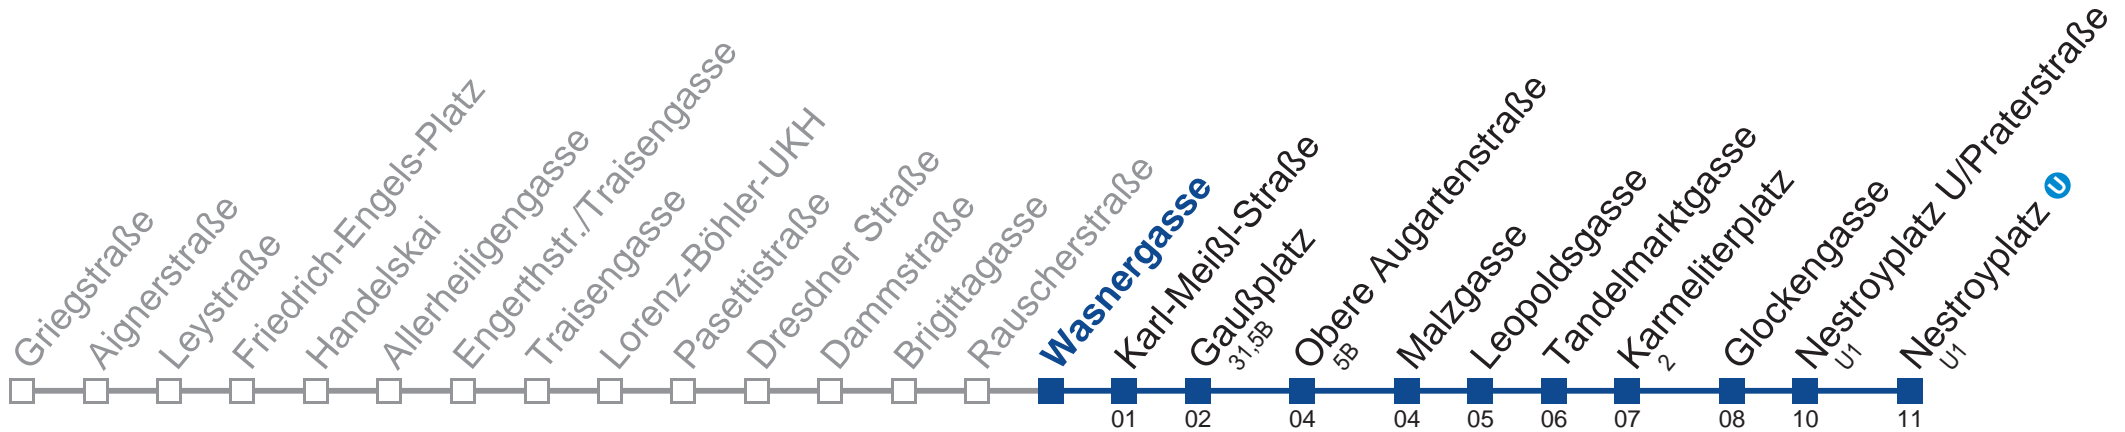 Griegstraße
Aignerstraße
Leystraße
Friedrich-Engels-Platz
Handelskai
Allerheiligengasse
Engerthstr./Traisengasse
Traisengasse
Lorenz-Böhler-UKH
Pasettistraße
Dresdner Straße
Dammstraße
Brigittagasse
Rauscherstraße
Wasnergasse
Karl-Meißl-Straße
Gaußplatz
31,5B
Obere Augartenstraße
5B
Malzgasse
Leopoldsgasse
Tandelmarktgasse
Karmeliterplatz
2
Glockengasse
Nestroyplatz U/Praterstraße
U1
Nestroyplatz U
U1
01 02 04 04 05 06 07 08 10 11